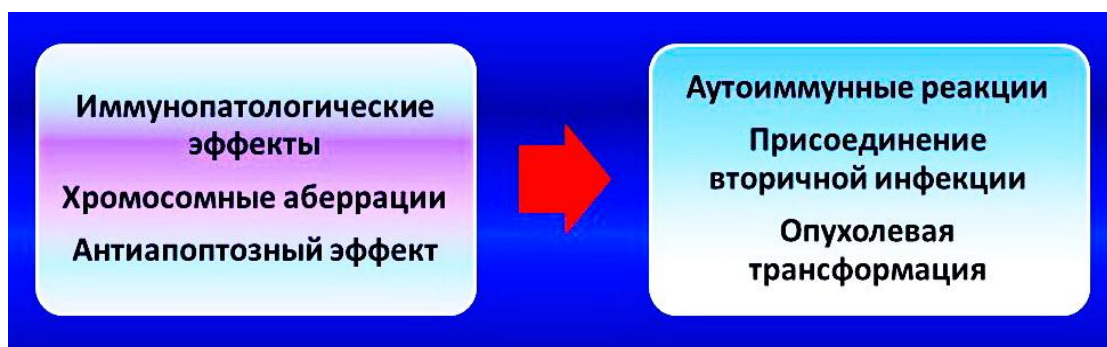 Иммунопатологические
эффекты
Хромосомные аберрации
Антиапоптозный эффект
Аутоиммунные реакции
Присоединение
вторичной инфекции
Опухолевая
трансформация